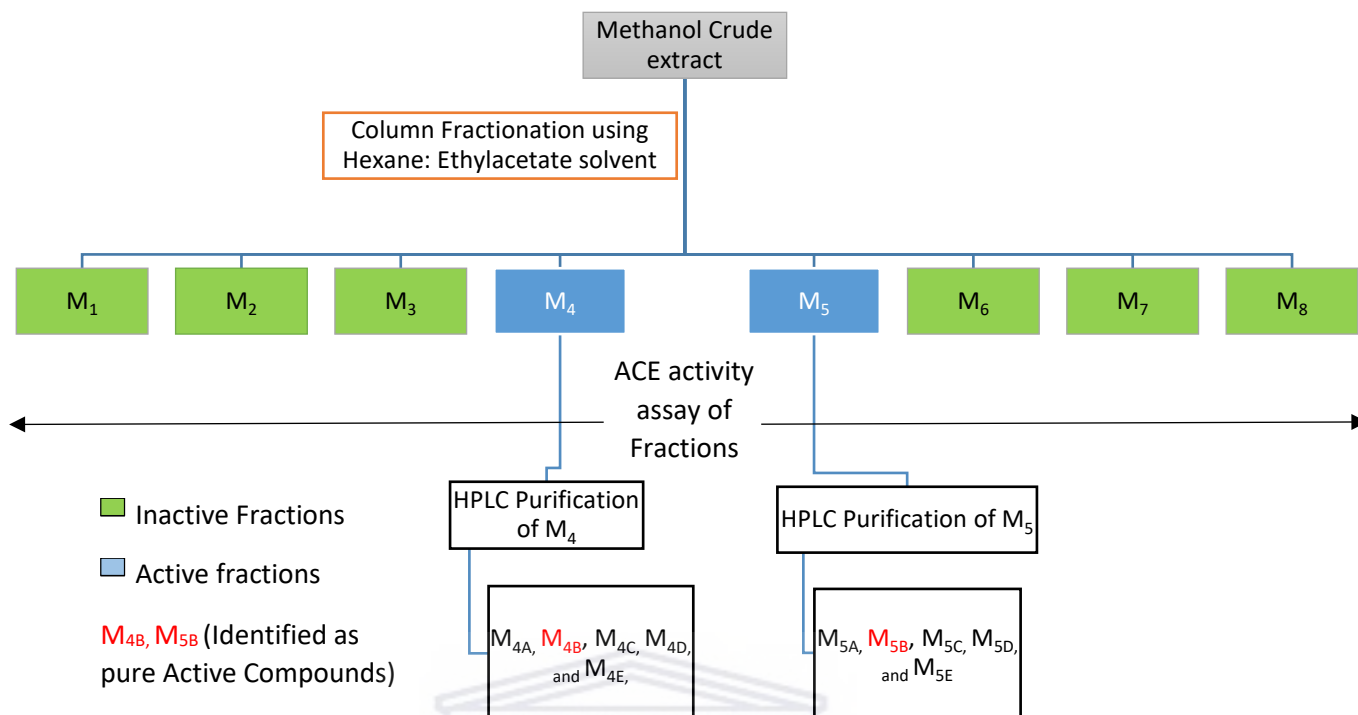 Methanol Crude
extract
Column Fractionation using
Hexane: Ethylacetate solvent
M₁
M₂
M₃
M₄
M₅
M₆
M₇
M₈
ACE activity
assay of
Fractions
HPLC Purification
of M₄
HPLC Purification of M₅
Inactive Fractions
Active fractions
M₄B, M₅B (Identified as
pure Active Compounds)
M₄A, M₄B, M₄C, M₄D,
and M₄E,
M₅A, M₅B, M₅C, M₅D,
and M₅E